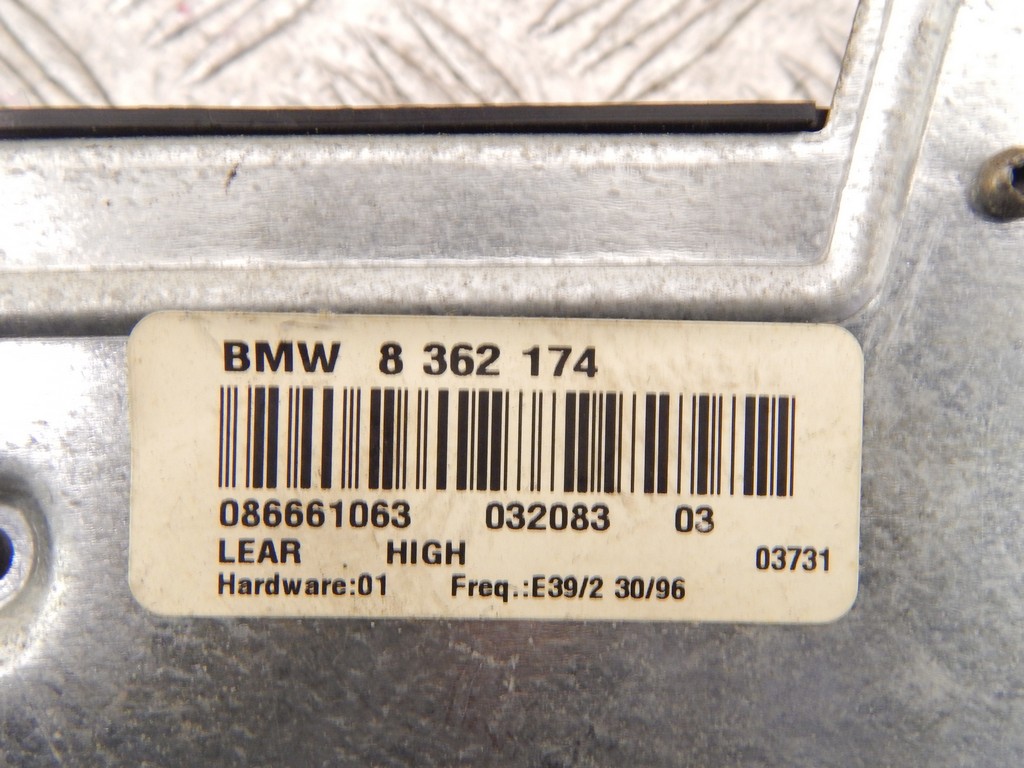 BMW 8 362 174
086661063 032083 03
LEAR HIGH 03731
Hardware:01 Freq.:E39/2 30/96